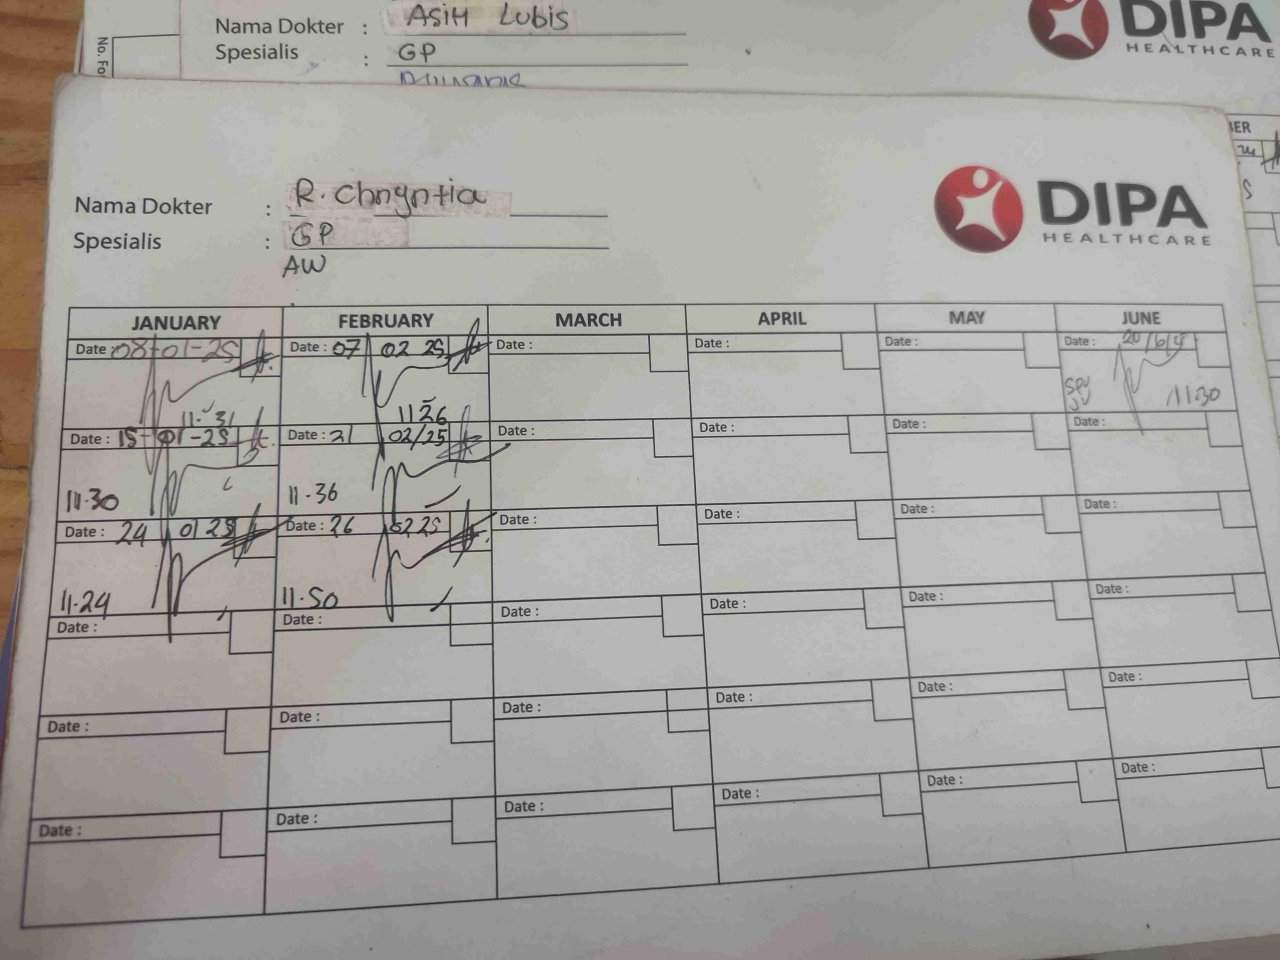 Nama Dokter : ASIH LUBIS
Spesialis : GP
DIPA
HEALTHCARE
No. Fo
Nama Dokter : R. Chnyntia
Spesialis : GP
AW
DIPA
HEALTHCARE
JANUARY FEBRUARY MARCH APRIL MAY JUNE
Date : 08-01-25 Date : 07 02 25 Date : Date : Date : Date : 20/6/
11-31 11 26 11.30
Date : 15-01-25 Date : 21 02/25 Date : Date : Date : Date :
11.30 11.36
Date : 24 01 25 Date : 26 02 25 Date : Date : Date : Date :
11.24 11.50
Date : Date : Date : Date : Date : Date :
Date : Date : Date : Date : Date : Date :
Date : Date : Date : Date : Date : Date :